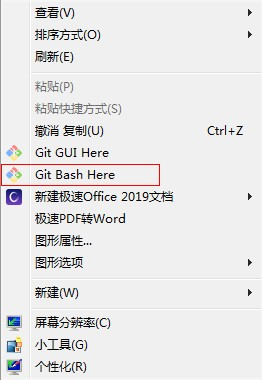 查看(V)
排序方式(O)
刷新(E)
粘贴(P)
粘贴快捷方式(S)
撤消 复制(U) Ctrl+Z
Git GUI Here
Git Bash Here
新建极速Office 2019文档
极速PDF转Word
图形属性...
图形选项
新建(W)
屏幕分辨率(C)
小工具(G)
个性化(R)